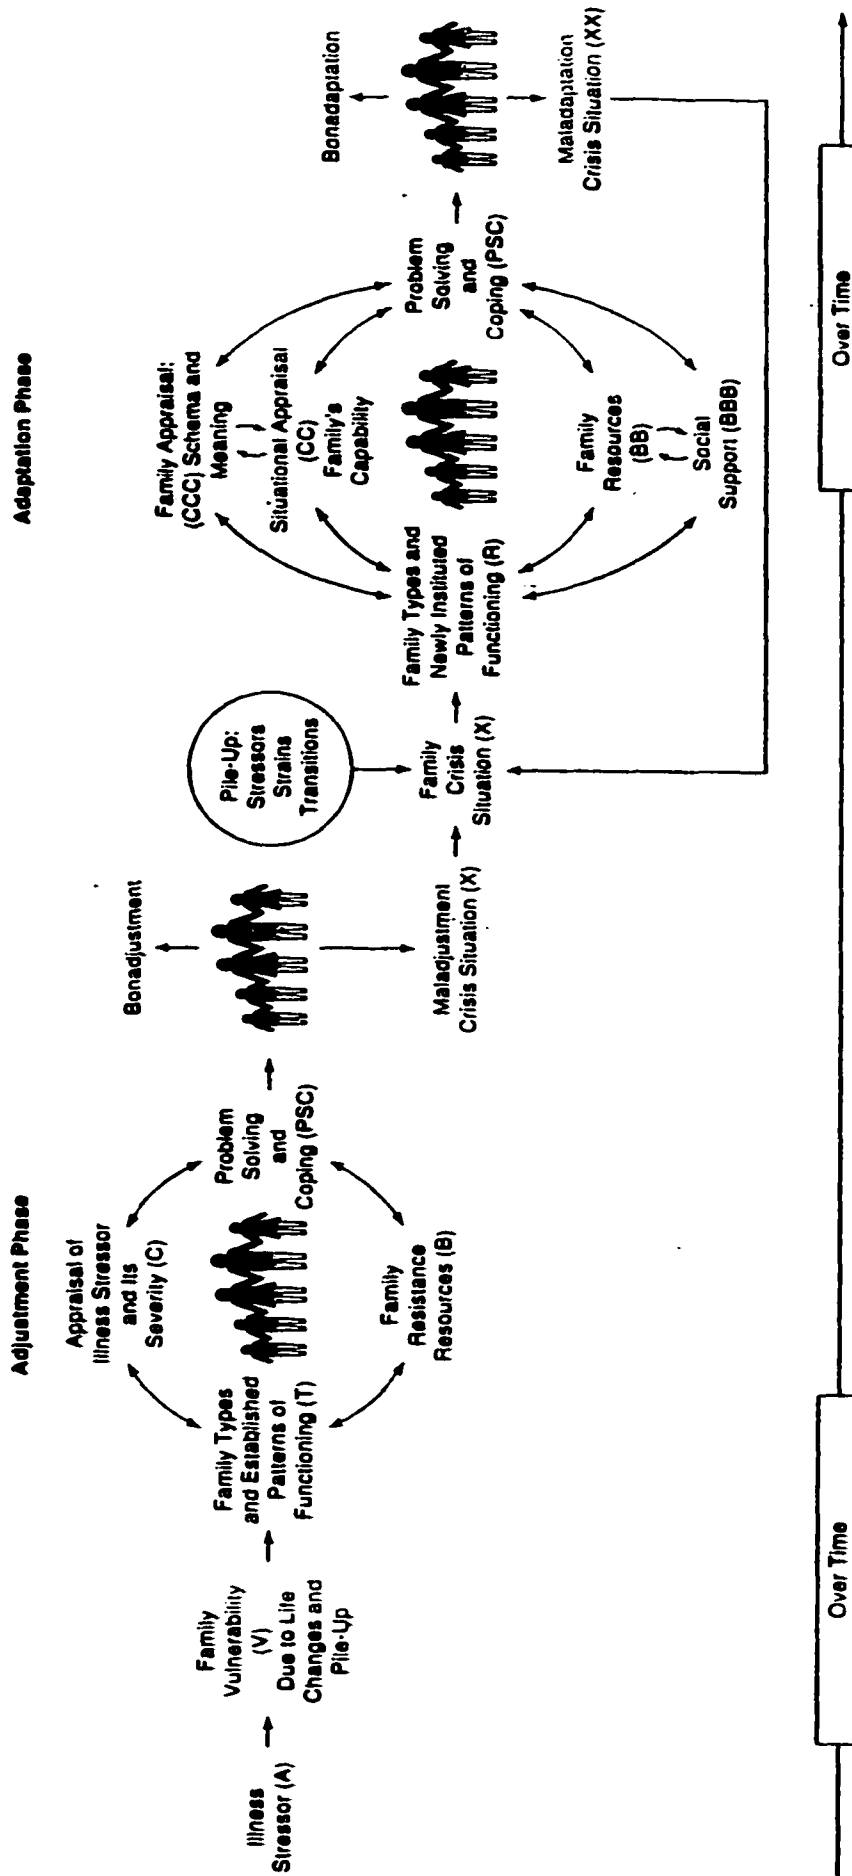 Adjustment Phase
Adaptation Phase
Illness
Stressor (A)
Family
Vulnerability
(V)
Due to Life
Changes and
Pile-Up
Family Types
and Established
Patterns of
Functioning (T)
Appraisal of
Illness Stressor
and Its
Severity (C)
Family
Resistance
Resources (B)
Problem
Solving
and
Coping (PSC)
Bonadjustment
Maladjustment
Crisis Situation (X)
Pile-Up:
Stressors
Strains
Transitions
Family
Crisis
Situation (X)
Family Types and
Newly Instituted
Patterns of
Functioning (R)
Family Appraisal:
(CCC) Schema and
Meaning
Situational Appraisal
(CC)
Family's
Capability
Family
Resources
(BB)
Social
Support (BBB)
Problem
Solving
and
Coping (PSC)
Bonadaptation
Maladaptation
Crisis Situation (XX)
Over Time
Over Time